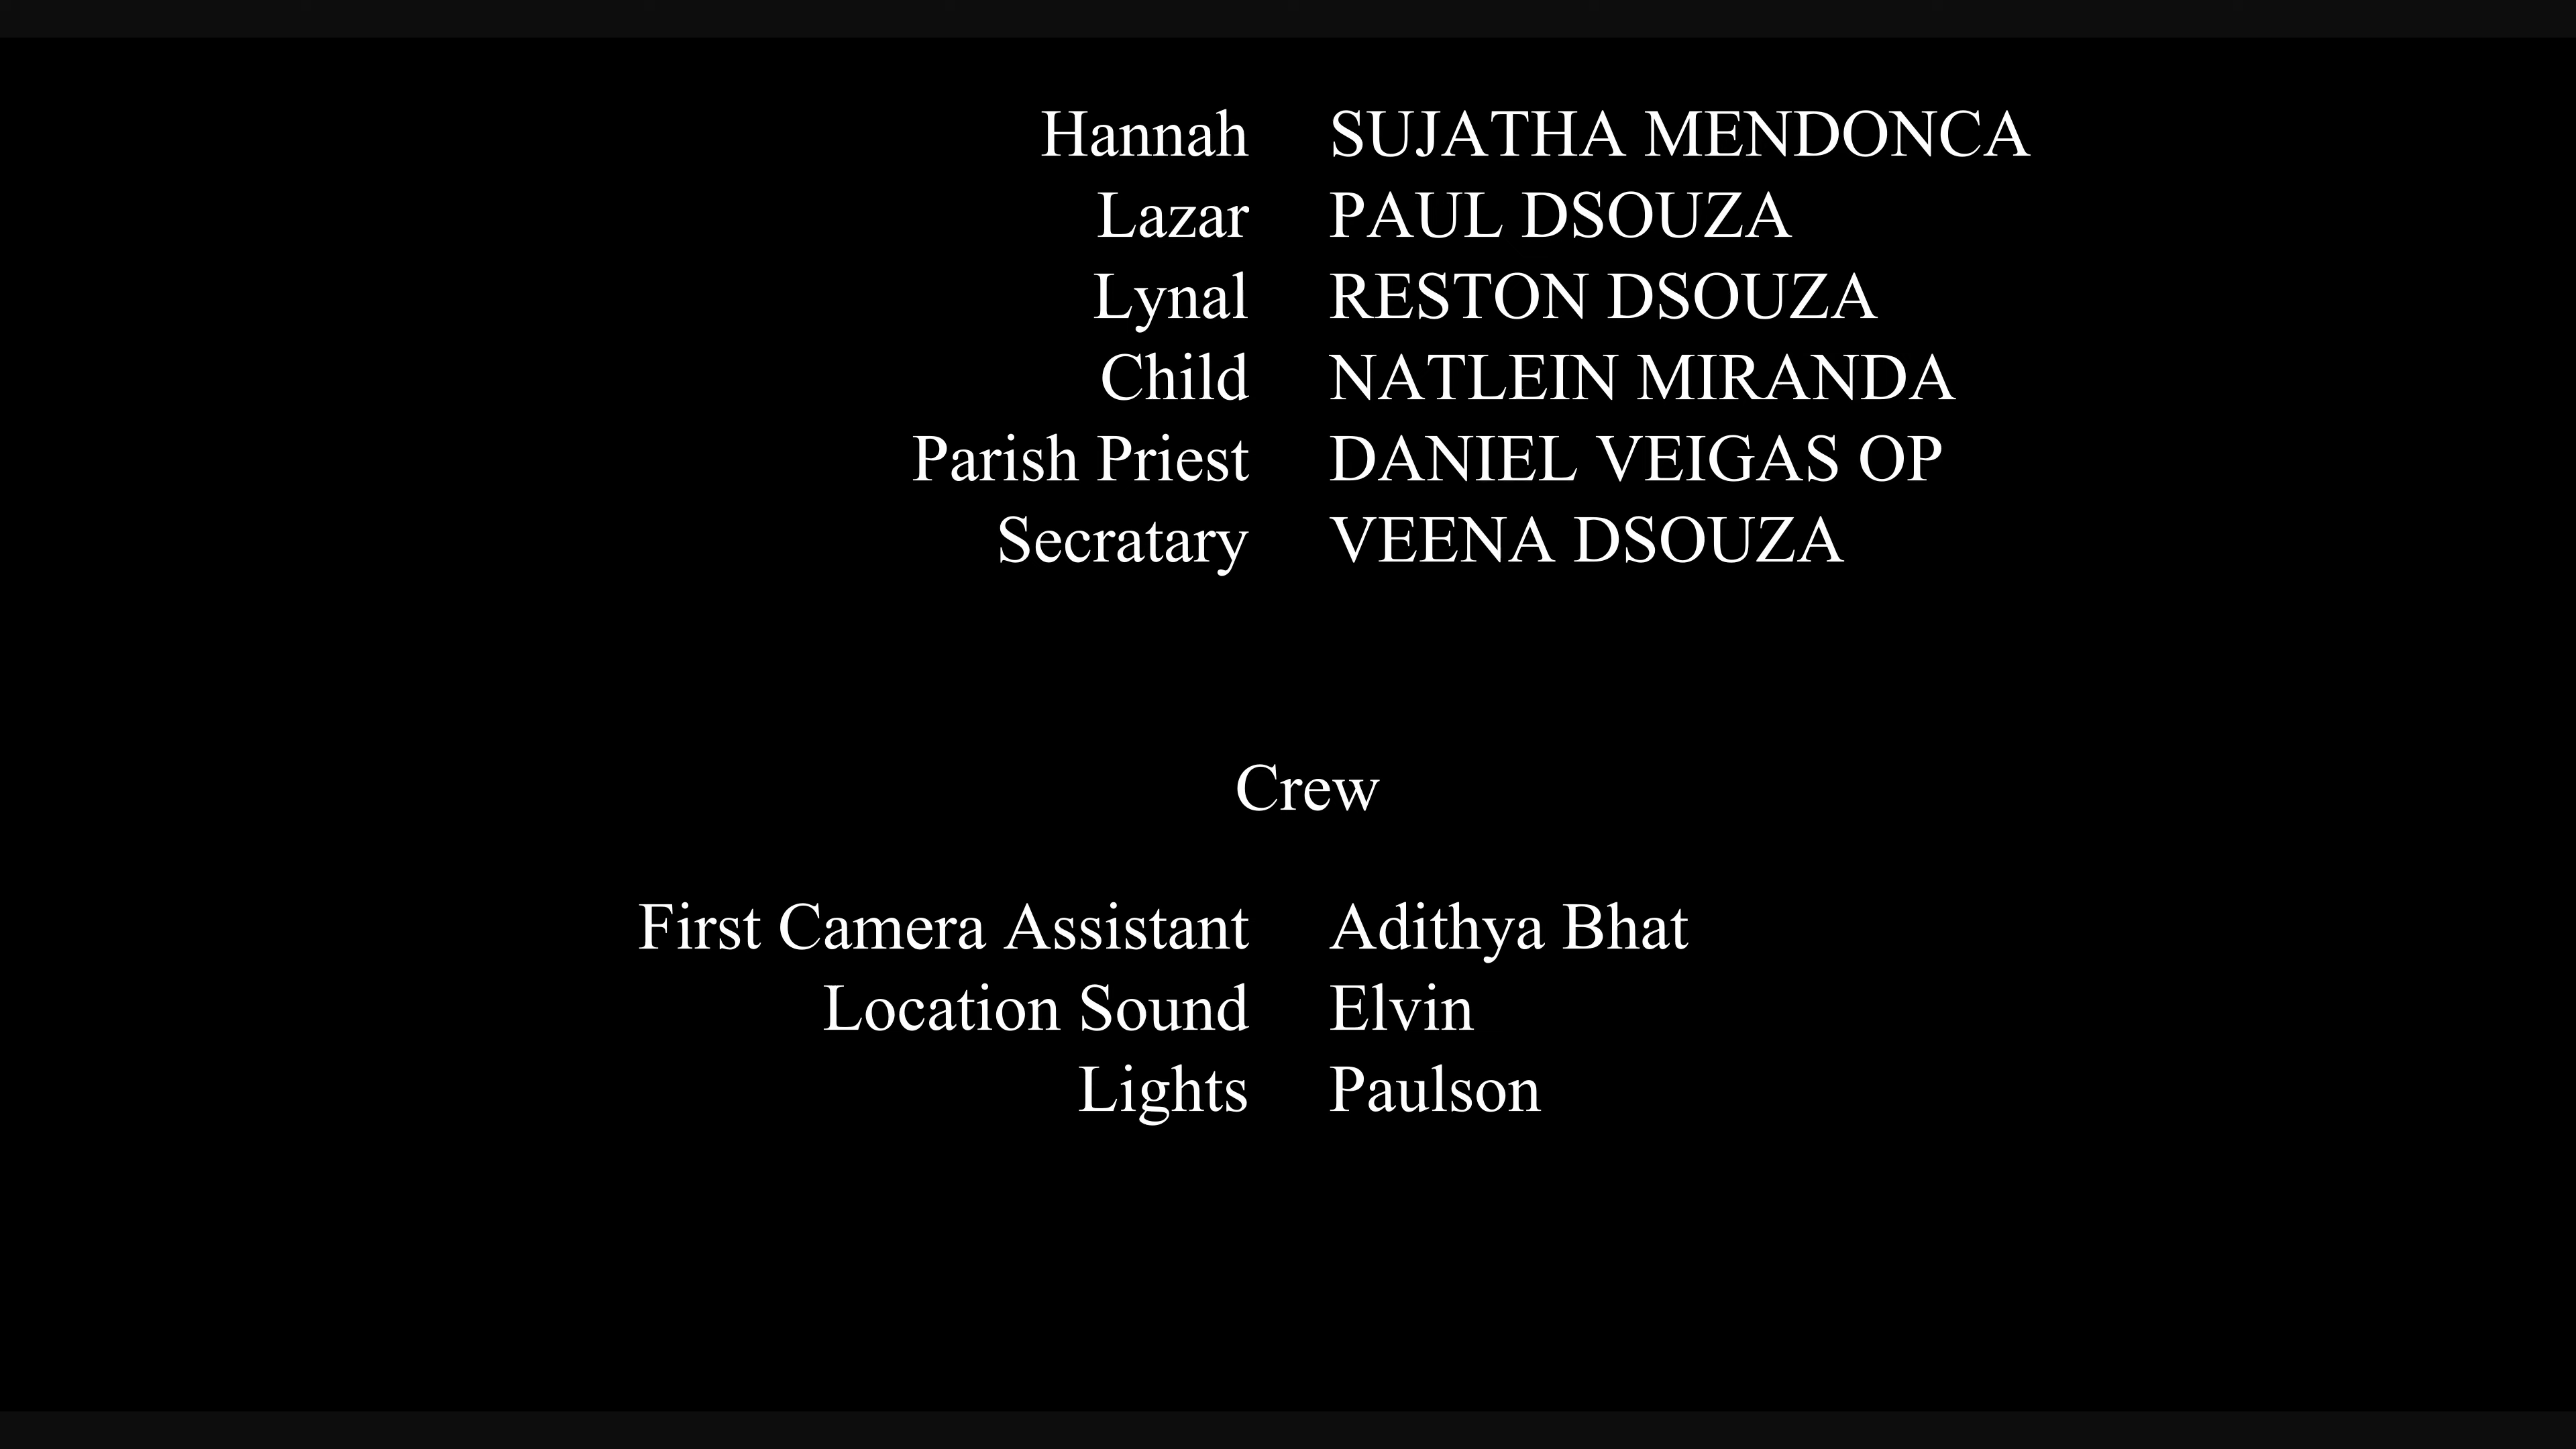 Hannah SUJATHA MENDONCA
Lazar PAUL DSOUZA
Lynal RESTON DSOUZA
Child NATLEIN MIRANDA
Parish Priest DANIEL VEIGAS OP
Secratary VEENA DSOUZA
Crew
First Camera Assistant Adithya Bhat
Location Sound Elvin
Lights Paulson